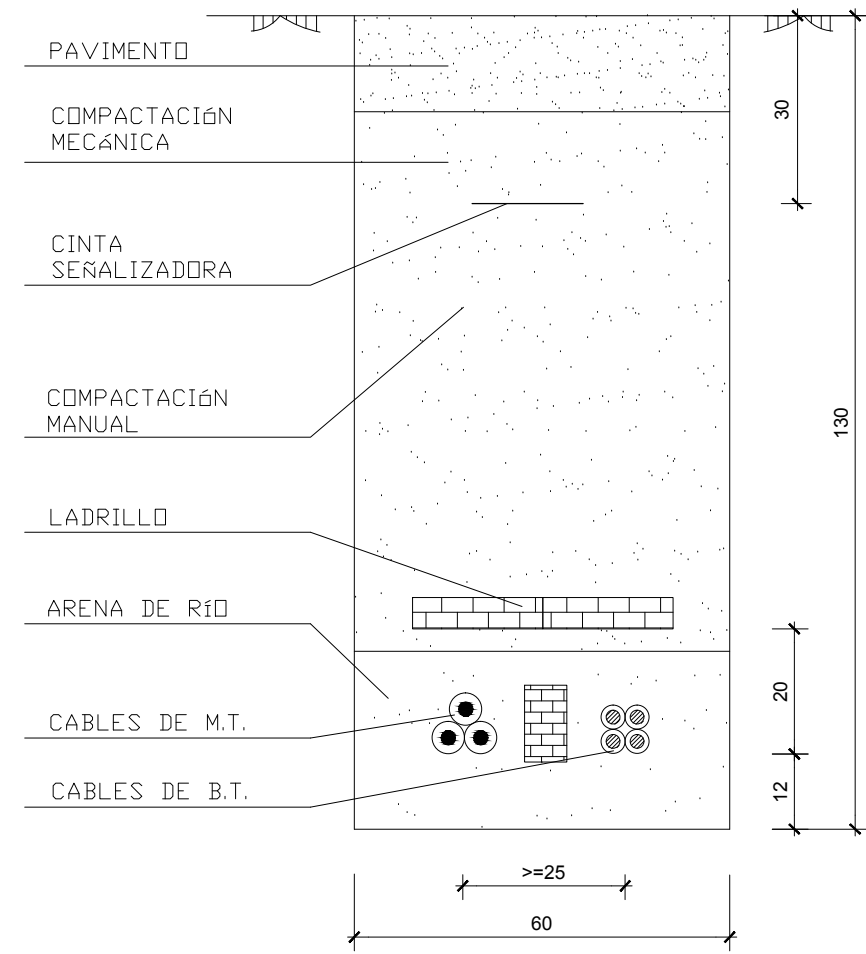 PAVIMENTO
COMPACTACIóN
MECáNICA
CINTA
SEÑALIZADORA
COMPACTACIóN
MANUAL
LADRILLO
ARENA DE RíO
CABLES DE M.T.
CABLES DE B.T.
30
130
20
12
>=25
60